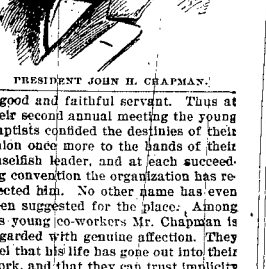 PRESIDENT JOHN H. CHAPMAN.
good and faithful servant. Thus at
eir second annual meeting the young
aptists confided the destinies of their
ion once more to the hands of their
selfish leader, and at each succeed-
g convention the organization has re-
ected him. No other name has even
en suggested for the place. Among
s young co-workers Mr. Chapman is
garded with genuine affection. They
el that his life has gone out into their
ork, and that they can trust implicitly